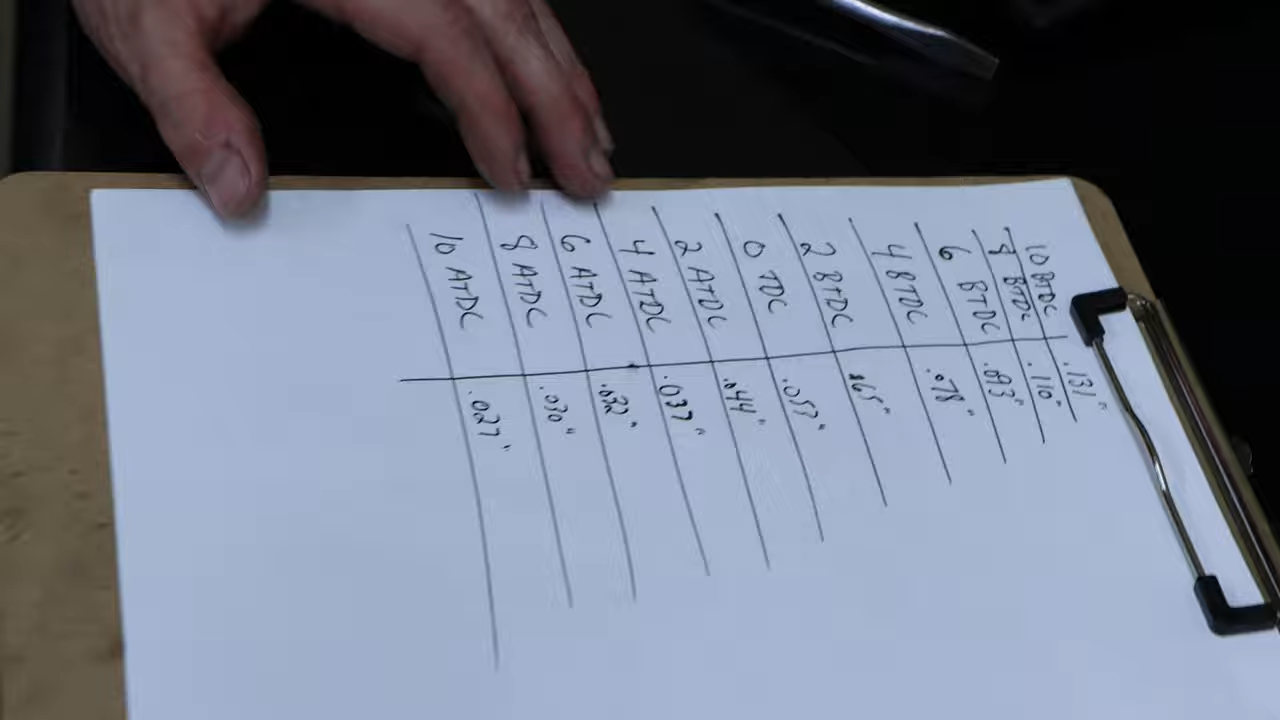 10 BTDC .131"
8 BTDC .110"
6 BTDC .093"
4 BTDC .078"
2 BTDC .065"
0 TDC .053"
2 ATDC .044"
4 ATDC .037"
6 ATDC .032"
8 ATDC .030"
10 ATDC .027"